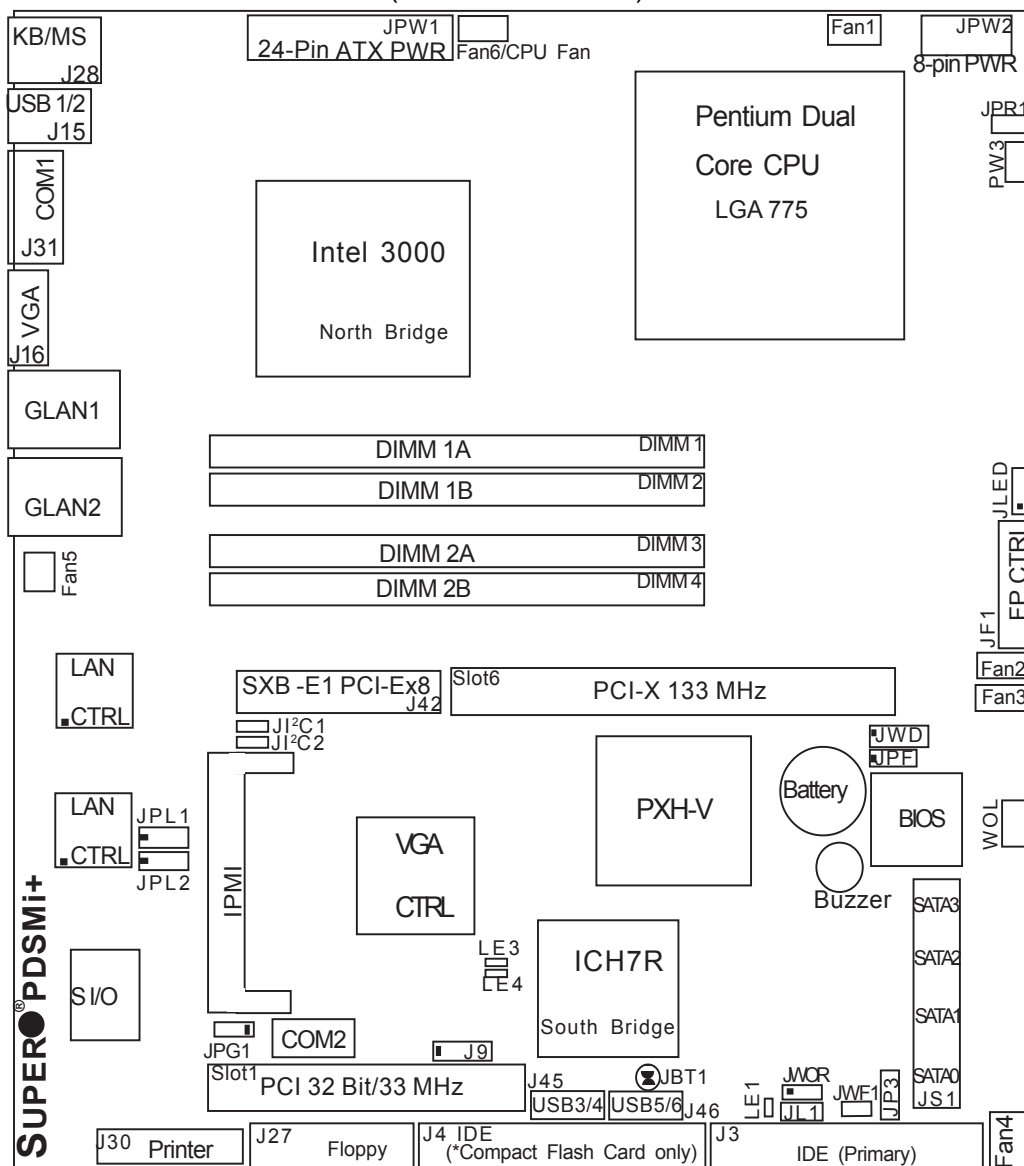 KB/MS
J28
JPW1
24-Pin ATX PWR
Fan6/CPU Fan
Fan1
JPW2
8-pin PWR
USB 1/2
J15
JPR1
PW3
COM1
J31
Pentium Dual
Core CPU
LGA 775
Intel 3000
North Bridge
VGA
J16
GLAN1
GLAN2
Fan5
DIMM 1A
DIMM 1
DIMM 1B
DIMM 2
DIMM 2A
DIMM 3
DIMM 2B
DIMM 4
JLED
FP CTRL
JF1
Fan2
Fan3
LAN
CTRL
SXB -E1 PCI-Ex8
J42
Slot6
PCI-X 133 MHz
JI²C1
JI²C2
JWD
JPF
Battery
BIOS
WOL
LAN
CTRL
JPL1
JPL2
IPMI
VGA
CTRL
PXH-V
Buzzer
SATA3
SATA2
SATA1
SATA0
JS1
LE3
LE4
ICH7R
South Bridge
SUPER®PDSMi+
S I/O
JPG1
COM2
J9
Slot1
PCI 32 Bit/33 MHz
J45
USB3/4
JBT1
USB5/6
J46
LE1
JWOR
JL1
JWF1
JP3
J30
Printer
J27
Floppy
J4 IDE
(*Compact Flash Card only)
J3
IDE (Primary)
Fan4